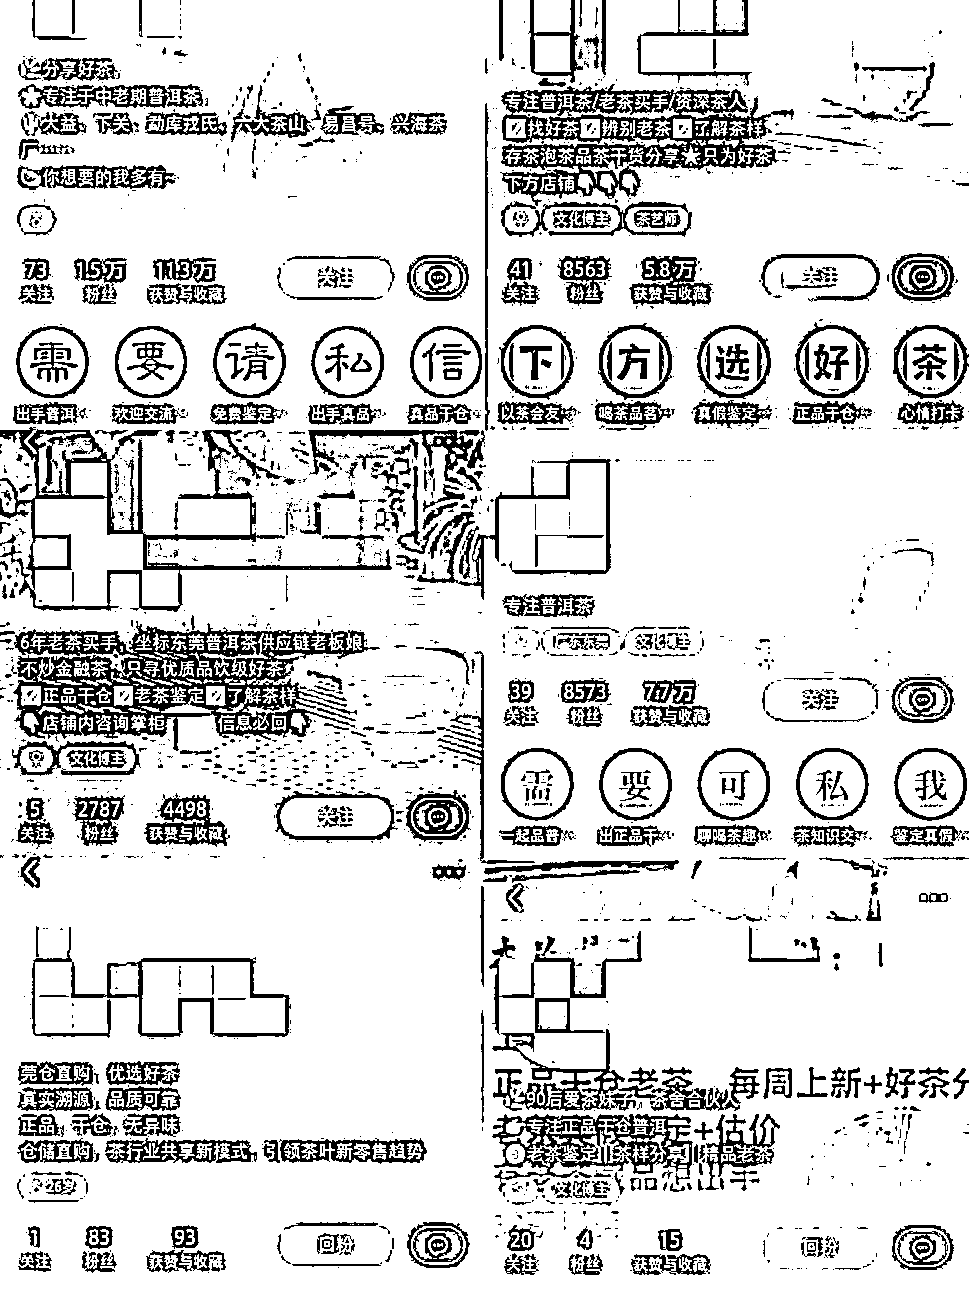 分享好茶,
专注于中老期普洱茶,
大益、下关、勐库戎氏、六大茶山、易昌号、兴海茶
你想要的我多有~
73 1.5万 11.3万
关注 粉丝 获赞与收藏
关注
需 要 请 私 信
出手普洱… 欢迎交流… 免费鉴定… 出手真品… 真品干仓…
专注普洱茶/老茶买手/资深茶人
找好茶 辨别老茶 了解茶样
存茶泡茶品茶干货分享 只为好茶
下方店铺
文化博主 茶艺师
41 8563 5.8万
关注 粉丝 获赞与收藏
关注
下 方 选 好 茶
以茶会友… 喝茶品茗… 真假鉴定… 正品干仓… 心情打卡
6年老茶买手,坐标东莞普洱茶供应链老板娘
不炒金融茶,只寻优质品饮级好茶
正品干仓 老茶鉴定 了解茶样
店铺内咨询掌柜 信息必回
文化博主
5 2787 4498
关注 粉丝 获赞与收藏
关注
专注普洱茶
广东东莞 文化博主
39 8573 7.7万
关注 粉丝 获赞与收藏
关注
需 要 可 私 我
一起品普… 出正品干… 聊喝茶趣… 茶知识交… 鉴定真假…
莞仓直购,优选好茶
真实溯源,品质可靠
正品,干仓,无异味
仓储直购,茶行业共享新模式,引领茶叶新零售趋势
1 83 93
关注 粉丝 获赞与收藏
回粉
正品干仓老茶 每周上新+好茶分
90后爱茶妹子,茶舍合伙人
专注正品干仓普洱
定+估价
老茶鉴定||茶样分享||精品老茶
品想出手
文化博主
20 4 15
关注 粉丝 获赞与收藏
回粉